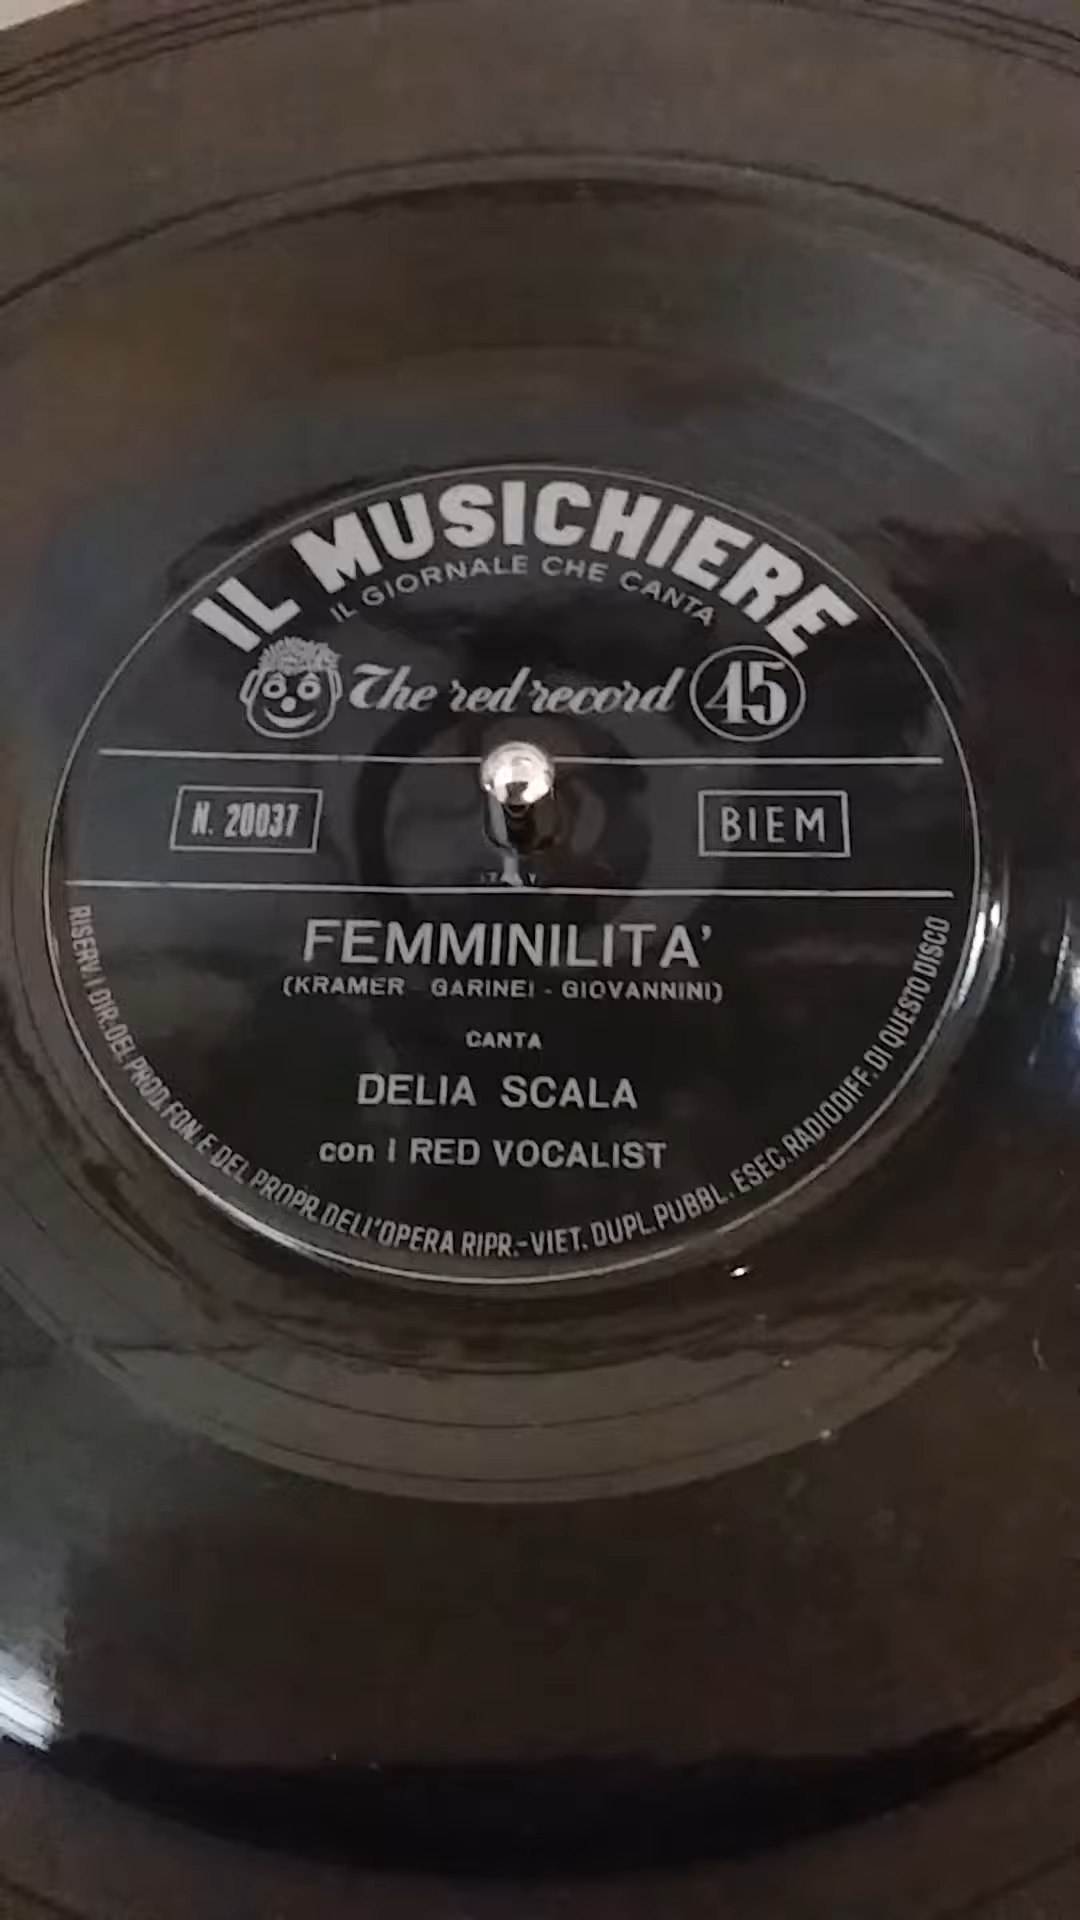 IL MUSICHIERE
IL GIORNALE CHE CANTA
The red record 45
N. 20037
BIEM
ITALY
FEMMINILITA'
(KRAMER - GARINEI - GIOVANNINI)
CANTA
DELIA SCALA
con I RED VOCALIST
RISERV. I DIR. DEL PROD. FON. E DEL PROPR. DELL'OPERA RIPR.-VIET. DUPL. PUBBL. ESEC. RADIODIFF. DI QUESTO DISCO